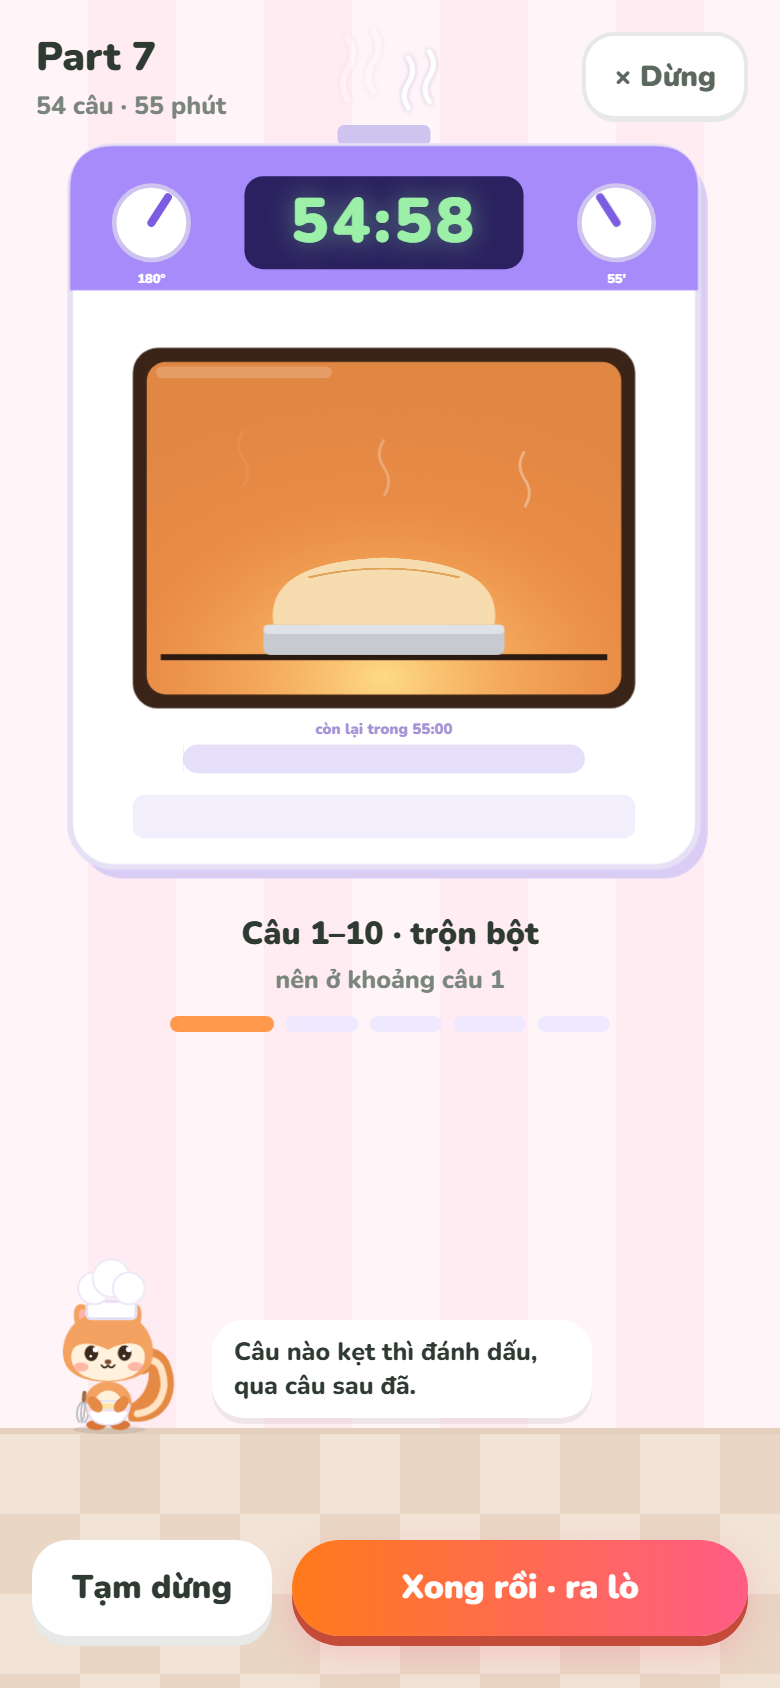 Part 7
54 câu · 55 phút
× Dừng
54:58
180°
55'
còn lại trong 55:00
Câu 1–10 · trộn bột
nên ở khoảng câu 1
Câu nào kẹt thì đánh dấu,
qua câu sau đã.
Tạm dừng
Xong rồi · ra lò